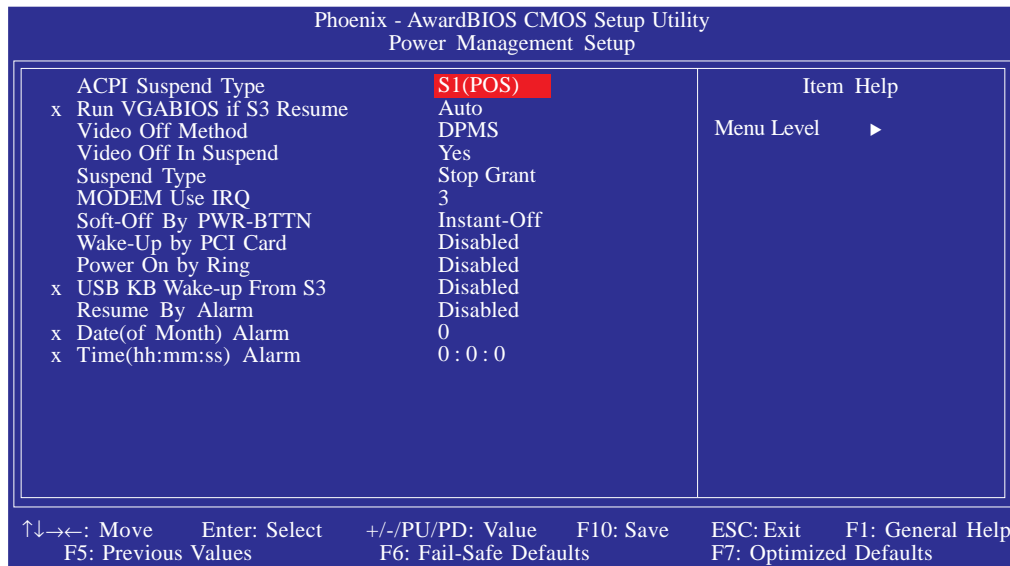 Phoenix - AwardBIOS CMOS Setup Utility
Power Management Setup
ACPI Suspend Type S1(POS) Item Help
x Run VGABIOS if S3 Resume Auto
Video Off Method DPMS Menu Level ►
Video Off In Suspend Yes
Suspend Type Stop Grant
MODEM Use IRQ 3
Soft-Off By PWR-BTTN Instant-Off
Wake-Up by PCI Card Disabled
Power On by Ring Disabled
x USB KB Wake-up From S3 Disabled
Resume By Alarm Disabled
x Date(of Month) Alarm 0
x Time(hh:mm:ss) Alarm 0 : 0 : 0
↑↓→←: Move Enter: Select +/-/PU/PD: Value F10: Save ESC: Exit F1: General Help
F5: Previous Values F6: Fail-Safe Defaults F7: Optimized Defaults